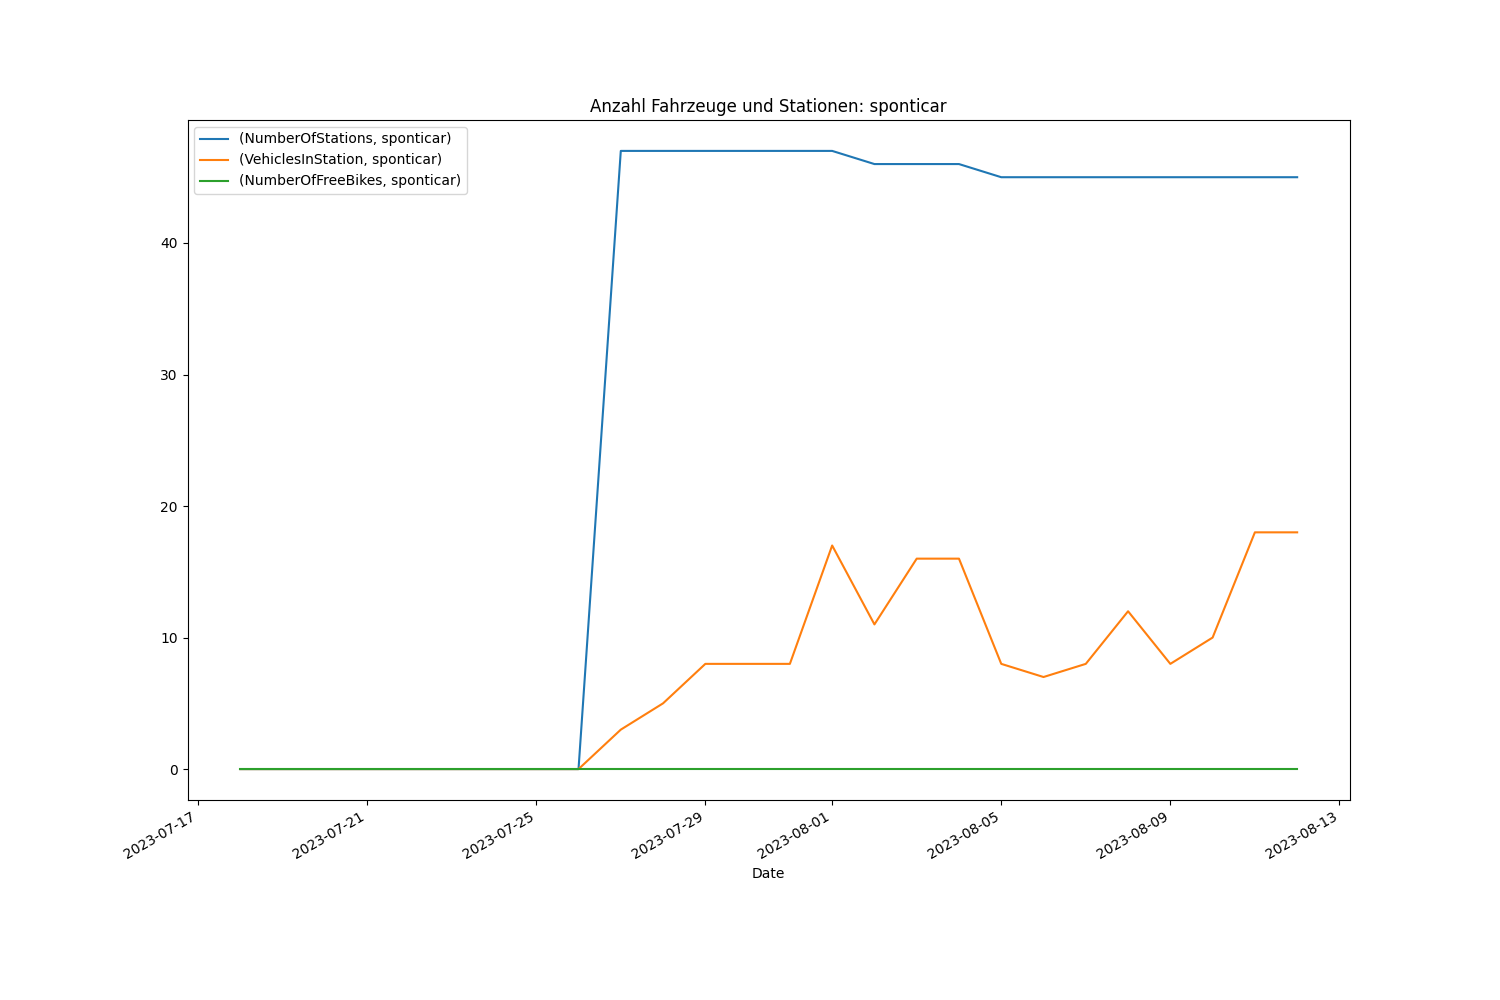 Anzahl Fahrzeuge und Stationen: sponticar
(NumberOfStations, sponticar)
(VehiclesInStation, sponticar)
(NumberOfFreeBikes, sponticar)
40
30
20
10
0
2023-07-17
2023-07-21
2023-07-25
2023-07-29
2023-08-01
2023-08-05
2023-08-09
2023-08-13
Date